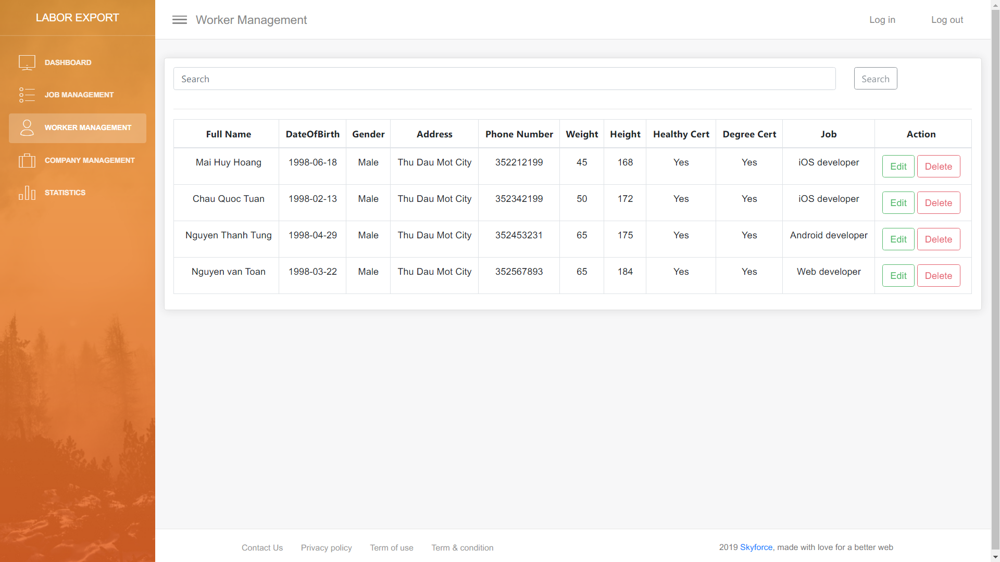 LABOR EXPORT
Worker Management
Log in
Log out
DASHBOARD
JOB MANAGEMENT
WORKER MANAGEMENT
COMPANY MANAGEMENT
STATISTICS
Search
Search
Full Name DateOfBirth Gender Address Phone Number Weight Height Healthy Cert Degree Cert Job Action
Mai Huy Hoang 1998-06-18 Male Thu Dau Mot City 352212199 45 168 Yes Yes iOS developer Edit Delete
Chau Quoc Tuan 1998-02-13 Male Thu Dau Mot City 352342199 50 172 Yes Yes iOS developer Edit Delete
Nguyen Thanh Tung 1998-04-29 Male Thu Dau Mot City 352453231 65 175 Yes Yes Android developer Edit Delete
Nguyen van Toan 1998-03-22 Male Thu Dau Mot City 352567893 65 184 Yes Yes Web developer Edit Delete
Contact Us Privacy policy Term of use Term & condition
2019 Skyforce, made with love for a better web